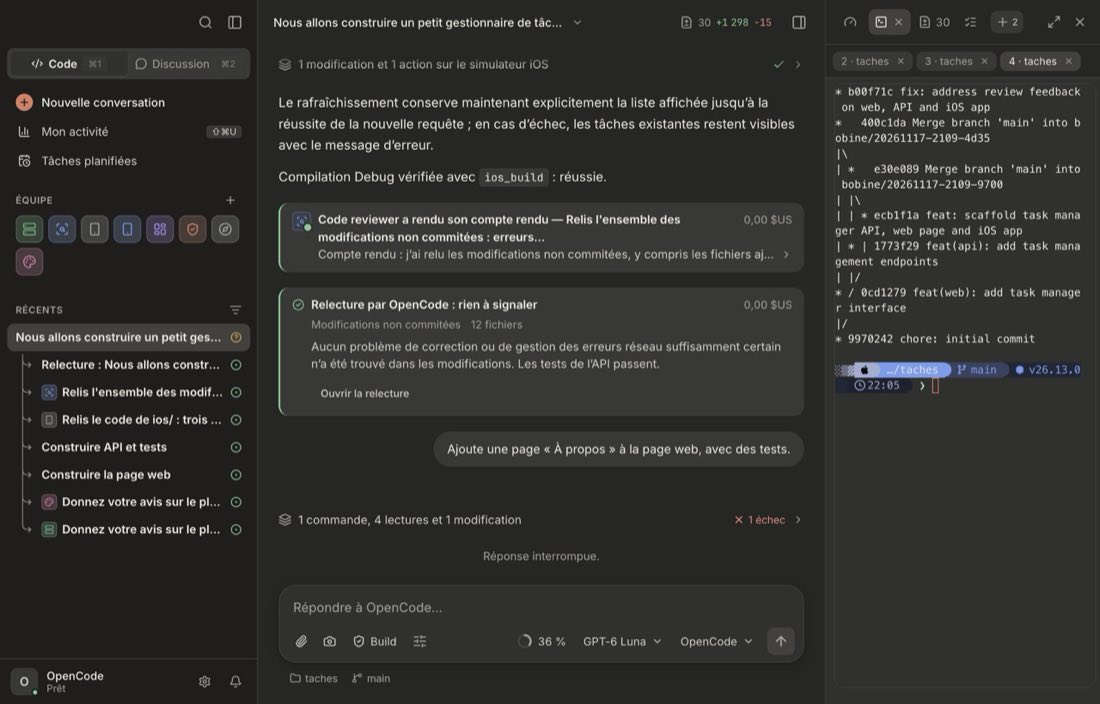 Code ⌘1
Discussion ⌘2
Nouvelle conversation
Mon activité ⇧⌘U
Tâches planifiées
ÉQUIPE
RÉCENTS
Nous allons construire un petit ges...
Relecture : Nous allons constr...
Relis l'ensemble des modif...
Relis le code de ios/ : trois ...
Construire API et tests
Construire la page web
Donnez votre avis sur le pl...
Donnez votre avis sur le pl...
O
OpenCode
Prêt
Nous allons construire un petit gestionnaire de tâc...
30 +1 298 -15
1 modification et 1 action sur le simulateur iOS
Le rafraîchissement conserve maintenant explicitement la liste affichée jusqu'à la
réussite de la nouvelle requête ; en cas d'échec, les tâches existantes restent visibles
avec le message d'erreur.
Compilation Debug vérifiée avec ios_build : réussie.
Code reviewer a rendu son compte rendu — Relis l'ensemble des 0,00 $US
modifications non commitées : erreurs...
Compte rendu : j'ai relu les modifications non commitées, y compris les fichiers aj...
Relecture par OpenCode : rien à signaler 0,00 $US
Modifications non commitées 12 fichiers
Aucun problème de correction ou de gestion des erreurs réseau suffisamment certain
n'a été trouvé dans les modifications. Les tests de l'API passent.
Ouvrir la relecture
Ajoute une page « À propos » à la page web, avec des tests.
1 commande, 4 lectures et 1 modification
1 échec
Réponse interrompue.
Répondre à OpenCode...
Build
36 %
GPT-6 Luna
OpenCode
taches
main
30
+ 2
2 · taches ×
3 · taches ×
4 · taches ×
* b00f71c fix: address review feedback
on web, API and iOS app
*   400c1da Merge branch 'main' into b
obine/20261117-2109-4d35
|\
| *   e30e089 Merge branch 'main' into
bobine/20261117-2109-9700
| |\
| | * ecb1f1a feat: scaffold task mana
ger API, web page and iOS app
| * | 1773f29 feat(api): add task mana
gement endpoints
| |/
* / 0cd1279 feat(web): add task manage
r interface
|/
* 9970242 chore: initial commit
…/taches main v26.13.0
22:05 ❯